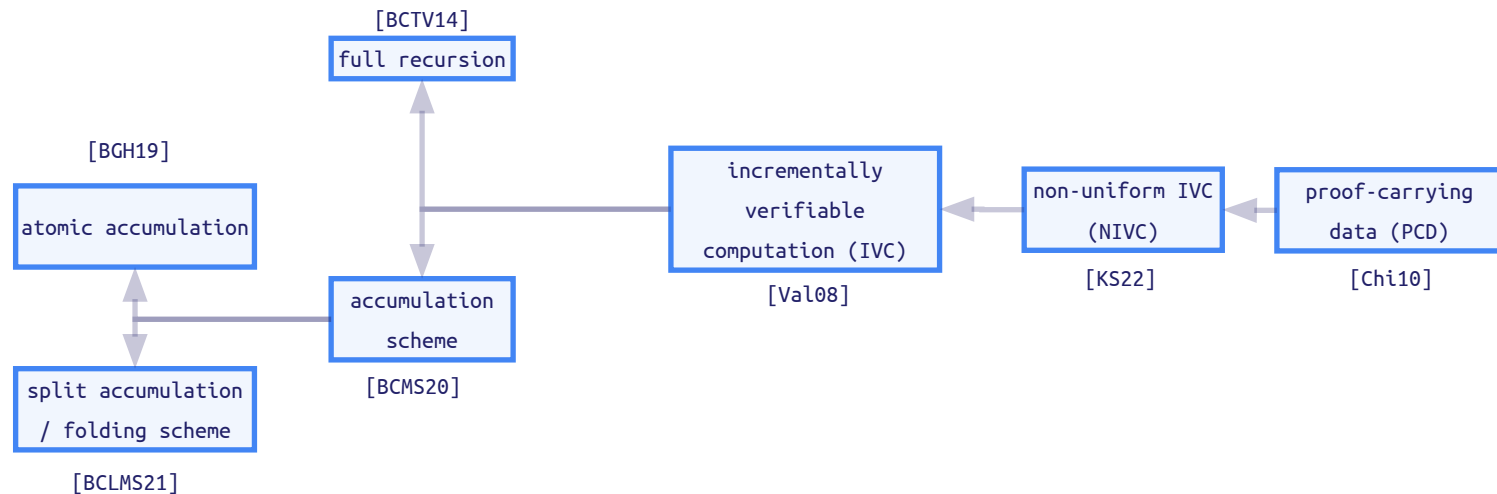 [BCTV14]
full recursion
[BGH19]
atomic accumulation
split accumulation
/ folding scheme
[BCLMS21]
accumulation
scheme
[BCMS20]
incrementally
verifiable
computation (IVC)
[Val08]
non-uniform IVC
(NIVC)
[KS22]
proof-carrying
data (PCD)
[Chi10]